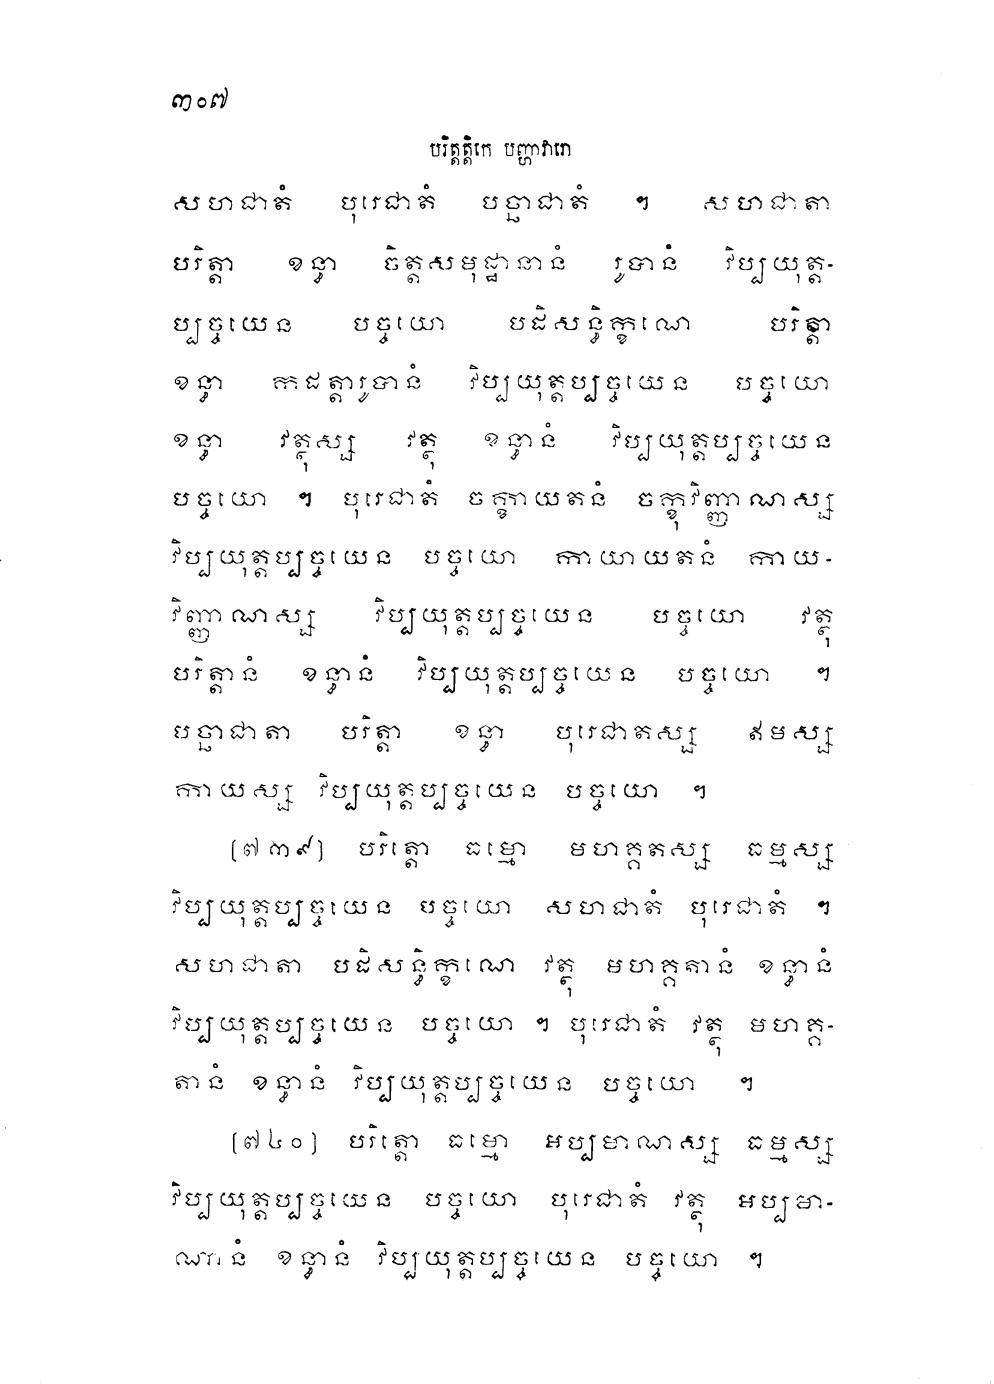 ៣០៧
បរិត្តត្តិកេ បញ្ហាវារោ
សហជាតំ បុរេជាតំ បច្ឆាជាតំ ។ សហជាតា
បរិត្តា ខន្ធា ចិត្តសមុដ្ឋានានំ រូបានំ វិប្បយុត្ត-
ប្បច្ចយេន បច្ចយោ បដិសន្ធិក្ខណេ បរិត្តា
ខន្ធា កដត្តារូបានំ វិប្បយុត្តប្បច្ចយេន បច្ចយោ
ខន្ធា វត្ថុស្ស វត្ថុ ខន្ធានំ វិប្បយុត្តប្បច្ចយេន
បច្ចយោ ។ បុរេជាតំ ចក្ខាយតនំ ចក្ខុវិញ្ញាណស្ស
វិប្បយុត្តប្បច្ចយេន បច្ចយោ កាយាយតនំ កាយ-
វិញ្ញាណស្ស វិប្បយុត្តប្បច្ចយេន បច្ចយោ វត្ថុ
បរិត្តានំ ខន្ធានំ វិប្បយុត្តប្បច្ចយេន បច្ចយោ ។
បច្ឆាជាតា បរិត្តា ខន្ធា បុរេជាតស្ស ឥមស្ស
កាយស្ស វិប្បយុត្តប្បច្ចយេន បច្ចយោ ។
[៧៣៩] បរិត្តោ ធម្មោ មហគ្គតស្ស ធម្មស្ស
វិប្បយុត្តប្បច្ចយេន បច្ចយោ សហជាតំ បុរេជាតំ ។
សហជាតា បដិសន្ធិក្ខណោ វត្ថុ មហគ្គតានំ ខន្ធានំ
វិប្បយុត្តប្បច្ចយេន បច្ចយោ ។ បុរេជាតំ វត្ថុ មហគ្គ-
តានំ ខន្ធានំ វិប្បយុត្តប្បច្ចយេន បច្ចយោ ។
[៧៤០] បរិត្តោ ធម្មោ អប្បមាណស្ស ធម្មស្ស
វិប្បយុត្តប្បច្ចយេន បច្ចយោ បុរេជាតំ វត្ថុ អប្បមា-
ណានំ ខន្ធានំ វិប្បយុត្តប្បច្ចយេន បច្ចយោ ។